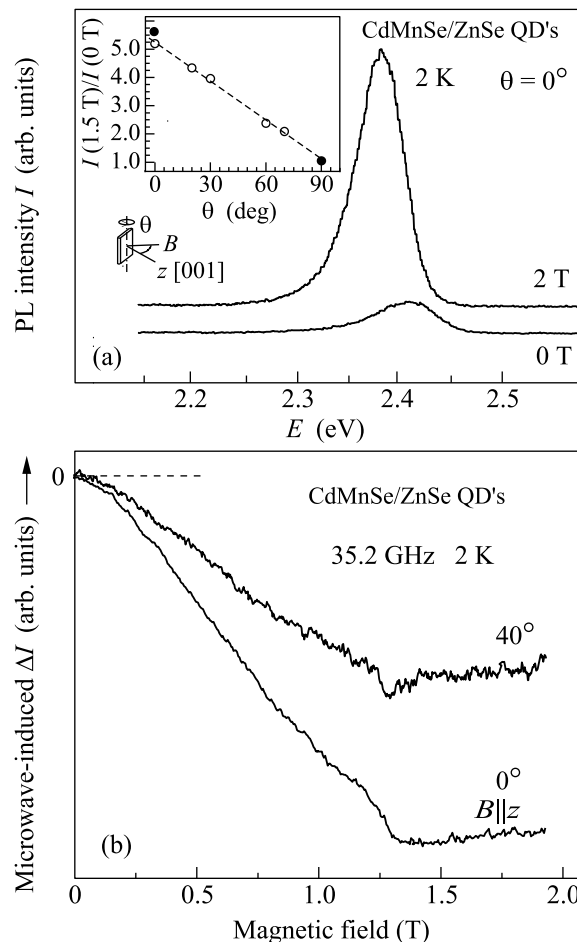 CdMnSe/ZnSe QD's
2 K θ = 0°
I (1.5 T)/I (0 T)
5.0
4.0
3.0
2.0
1.0
0 30 60 90
θ (deg)
θ
B
z [001]
PL intensity I (arb. units)
2 T
0 T
(a)
2.2 2.3 2.4 2.5
E (eV)
Microwave-induced ΔI (arb. units)
0
CdMnSe/ZnSe QD's
35.2 GHz 2 K
40°
0°
B||z
(b)
0 0.5 1.0 1.5 2.0
Magnetic field (T)